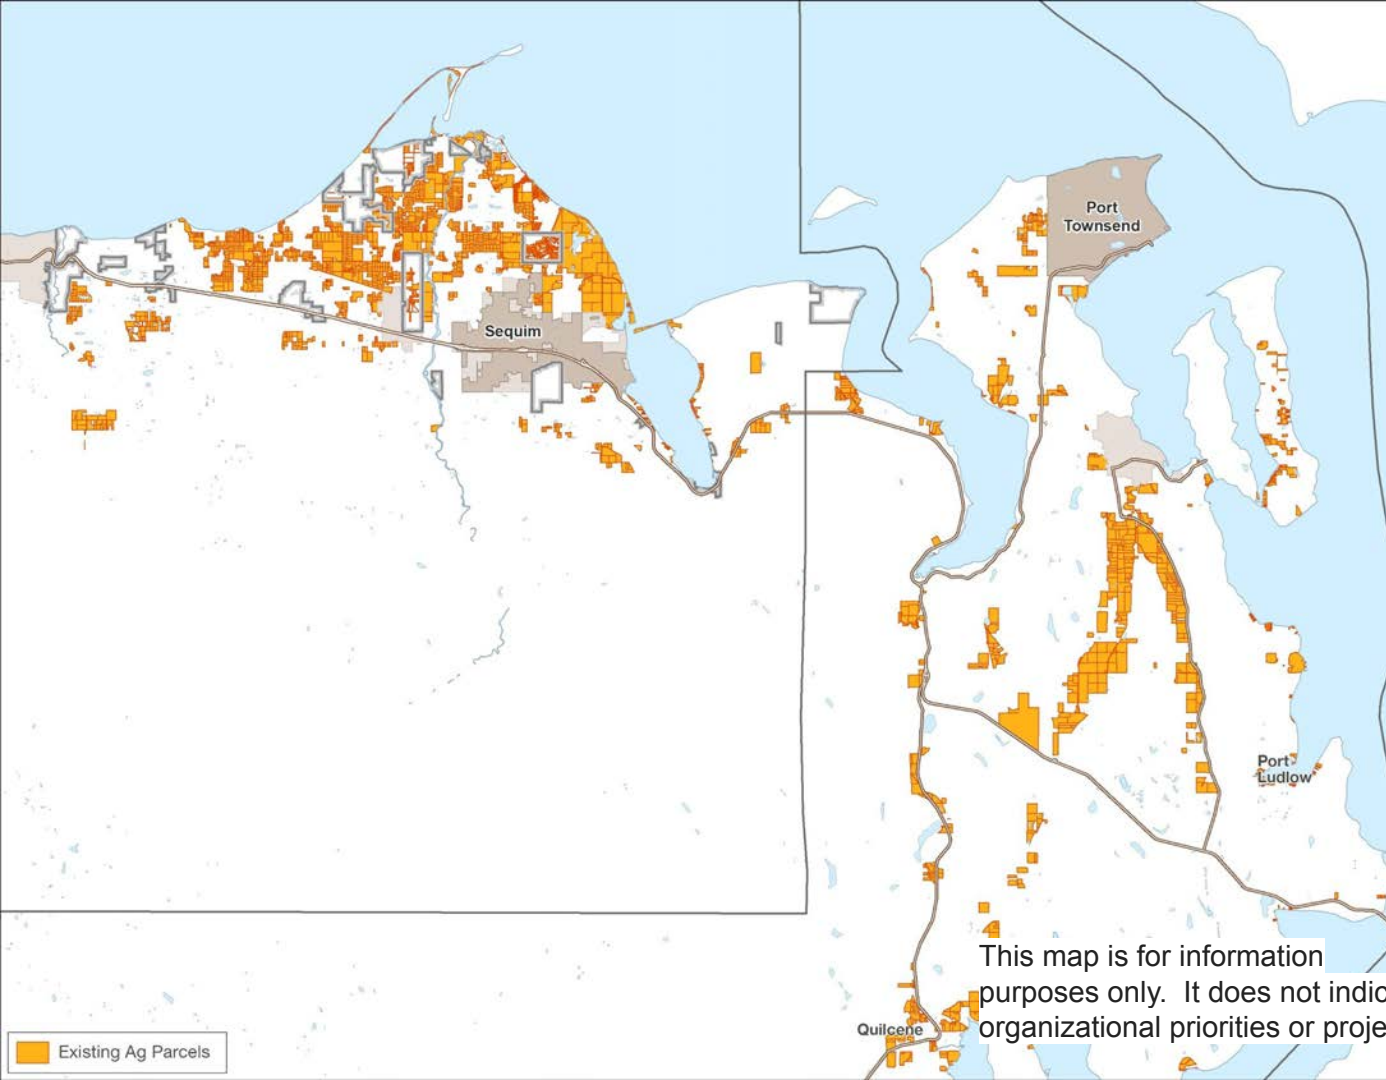 Port
Townsend
Sequim
Port
Ludlow
Quilcene
This map is for information
purposes only.  It does not indic
organizational priorities or proje
Existing Ag Parcels